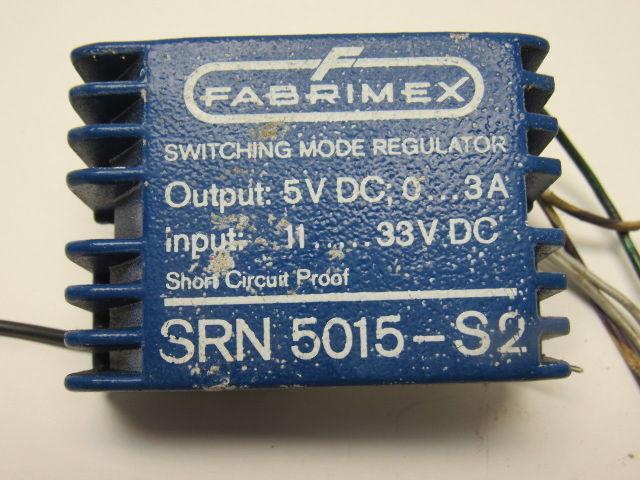 F
FABRIMEX
SWITCHING MODE REGULATOR
Output: 5V DC; 0...3A
input: 11.....33V DC
Short Circuit Proof
SRN 5015-S2